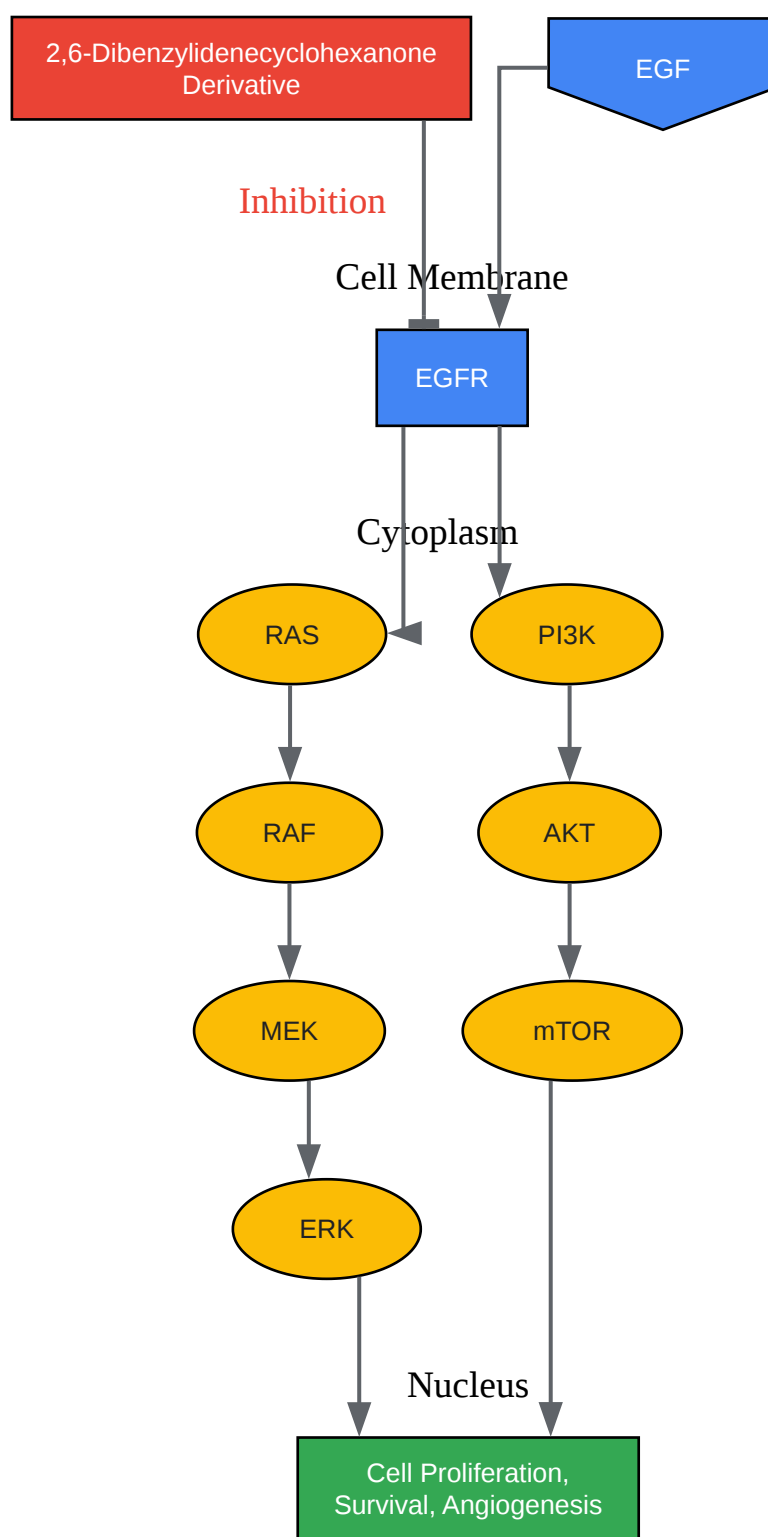 2,6-Dibenzylidenecyclohexanone
Derivative
EGF
Inhibition
Cell Membrane
EGFR
Cytoplasm
RAS
PI3K
RAF
AKT
MEK
mTOR
ERK
Nucleus
Cell Proliferation,
Survival, Angiogenesis